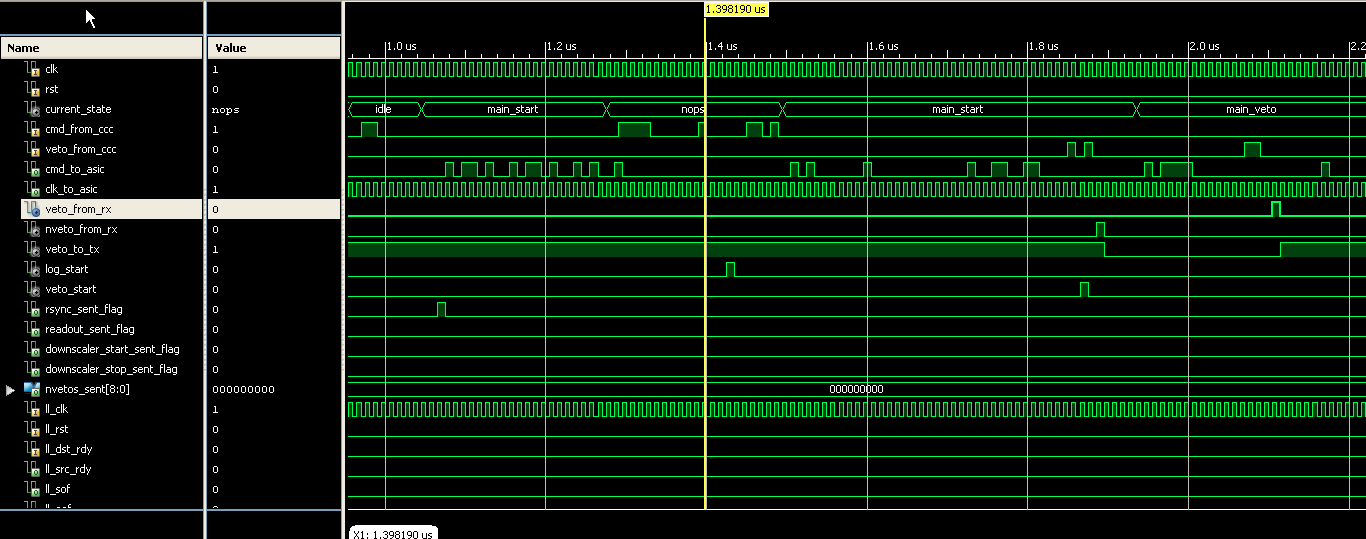 1.398190 us
Name Value
1.0 us 1.2 us 1.4 us 1.6 us 1.8 us 2.0 us 2.2
clk 1
rst 0
current_state nops idle main_start nops main_start main_veto
cmd_from_ccc 1
veto_from_ccc 0
cmd_to_asic 0
clk_to_asic 1
veto_from_rx 0
nveto_from_rx 0
veto_to_tx 1
log_start 0
veto_start 0
rsync_sent_flag 0
readout_sent_flag 0
downscaler_start_sent_flag 0
downscaler_stop_sent_flag 0
nvetos_sent[8:0] 000000000 000000000
ll_clk 1
ll_rst 0
ll_dst_rdy 0
ll_src_rdy 0
ll_sof 0
X1: 1.398190 us